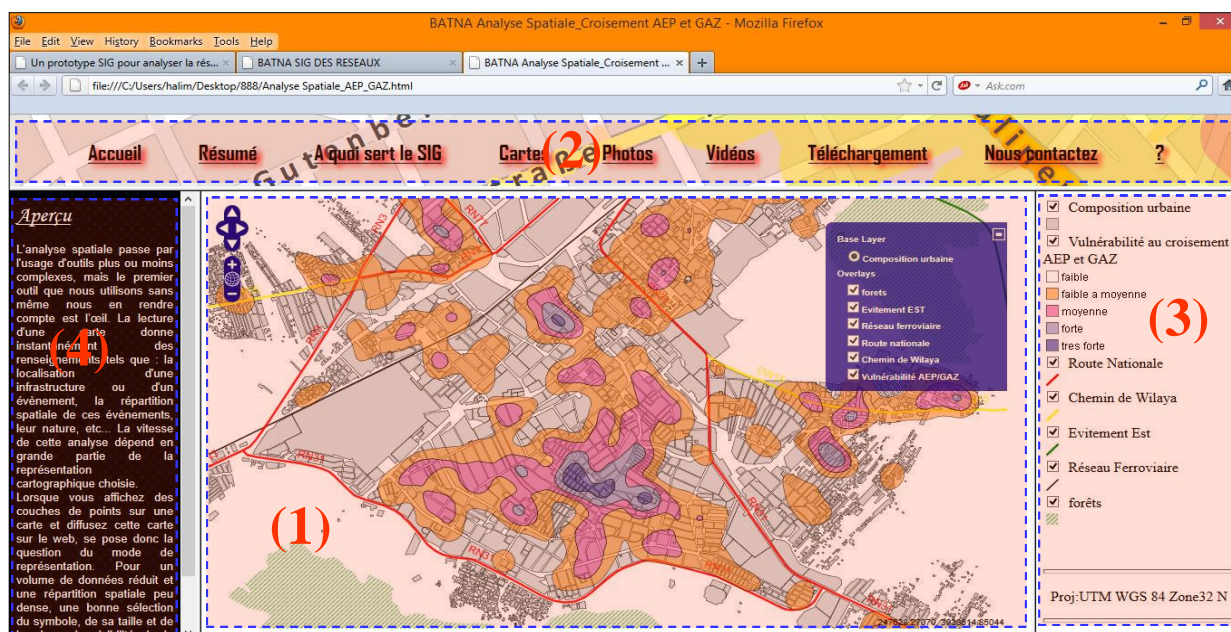 BATNA Analyse Spatiale_Croisement AEP et GAZ - Mozilla Firefox
File Edit View History Bookmarks Tools Help
Un prototype SIG pour analyser la rés...
BATNA SIG DES RESEAUX
BATNA Analyse Spatiale_Croisement ...
file:///C:/Users/halim/Desktop/888/Analyse Spatiale_AEP_GAZ.html
Ask.com
Accueil Résumé A quoi sert le SIG Cartes Photos Vidéos Téléchargement Nous contactez ?
(2)
Aperçu
L'analyse spatiale passe par
l'usage d'outils plus ou moins
complexes, mais le premier
outil que nous utilisons sans
même nous en rendre
compte est l'œil. La lecture
d'une carte donne
instantanément des
renseignements tels que : la
localisation d'une
infrastructure ou d'un
évènement, la répartition
spatiale de ces évènements,
leur nature, etc... La vitesse
de cette analyse dépend en
grande partie de la
représentation
cartographique choisie.
Lorsque vous affichez des
couches de points sur une
carte et diffusez cette carte
sur le web, se pose donc la
question du mode de
représentation. Pour un
volume de données réduit et
une répartition spatiale peu
dense, une bonne sélection
du symbole, de sa taille et de
(4)
RN3
RN77
RN3
RN31
RN3
(1)
Base Layer
Composition urbaine
Overlays
forets
Evitement EST
Réseau ferroviaire
Route nationale
Chemin de Wilaya
Vulnérabilité AEP/GAZ
Composition urbaine
Vulnérabilité au croisement
AEP et GAZ
faible
faible a moyenne
moyenne
forte
tres forte
(3)
Route Nationale
Chemin de Wilaya
Evitement Est
Réseau Ferroviaire
forêts
Proj:UTM WGS 84 Zone32 N